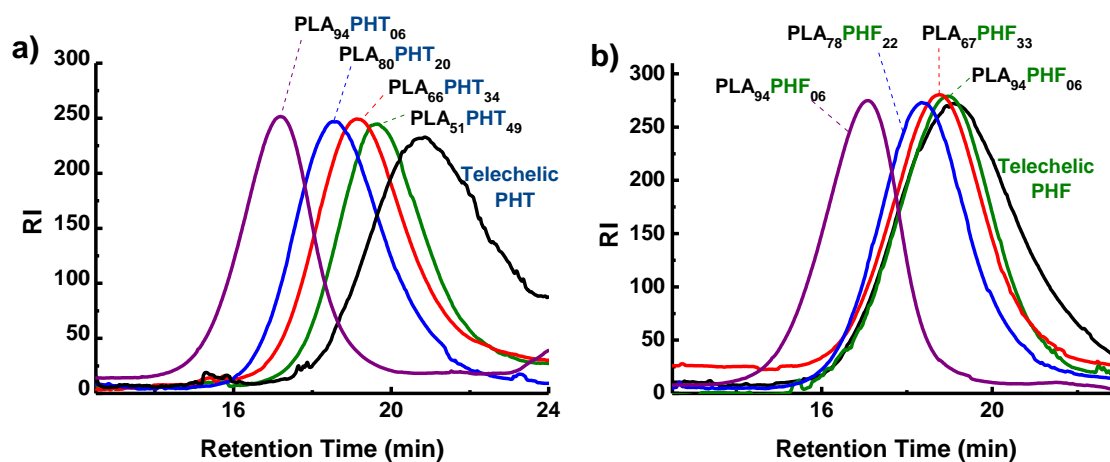 a)
PLA94PHT06
PLA80PHT20
PLA66PHT34
PLA51PHT49
Telechelic
PHT
300
250
200
150
100
50
0
RI
16
20
24
Retention Time (min)
b)
PLA78PHF22
PLA67PHF33
PLA94PHF06
PLA94PHF06
Telechelic
PHF
300
250
200
150
100
50
0
RI
16
20
Retention Time (min)